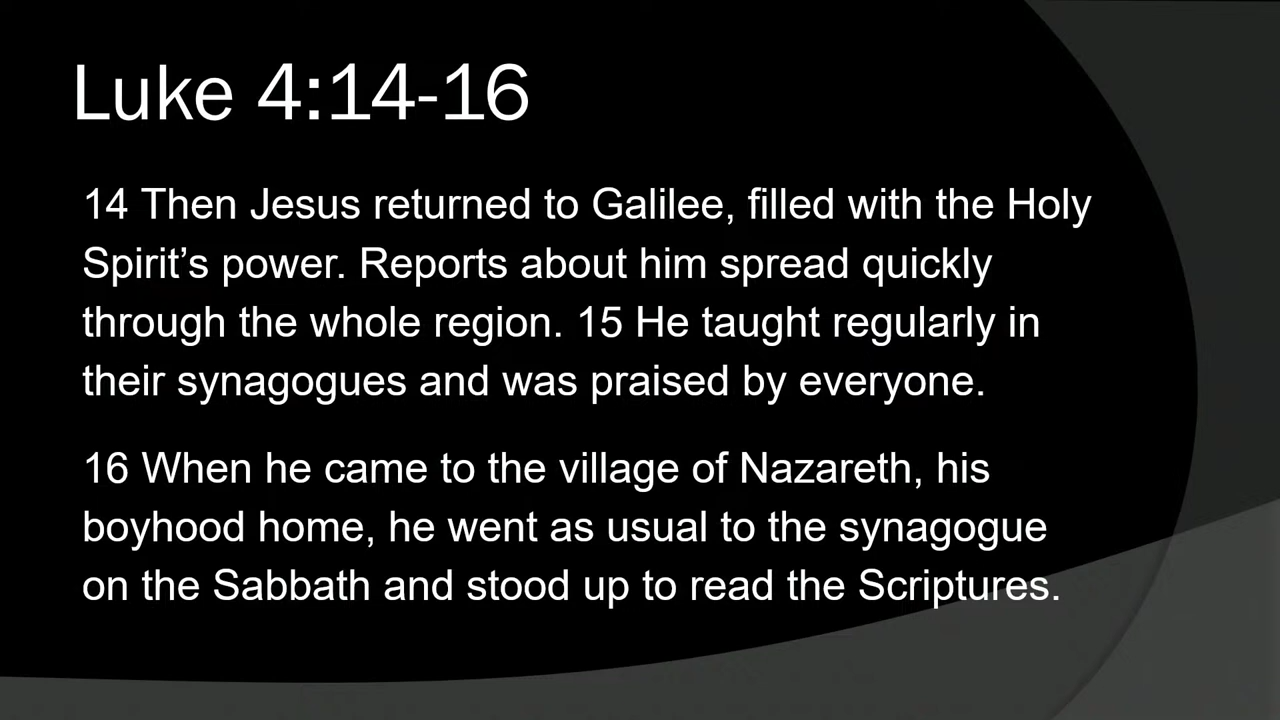 Luke 4:14-16
14 Then Jesus returned to Galilee, filled with the Holy
Spirit’s power. Reports about him spread quickly
through the whole region. 15 He taught regularly in
their synagogues and was praised by everyone.
16 When he came to the village of Nazareth, his
boyhood home, he went as usual to the synagogue
on the Sabbath and stood up to read the Scriptures.